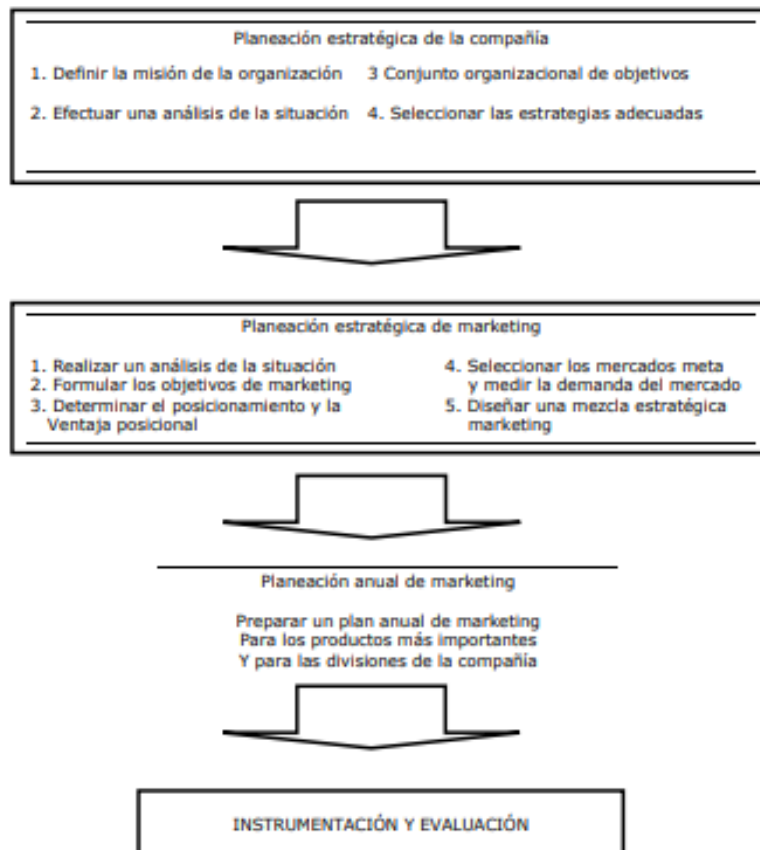 Planeación estratégica de la compañía
1. Definir la misión de la organización    3 Conjunto organizacional de objetivos
2. Efectuar una análisis de la situación    4. Seleccionar las estrategias adecuadas
Planeación estratégica de marketing
1. Realizar un análisis de la situación
2. Formular los objetivos de marketing
3. Determinar el posicionamiento y la
Ventaja posicional
4. Seleccionar los mercados meta
y medir la demanda del mercado
5. Diseñar una mezcla estratégica
marketing
Planeación anual de marketing
Preparar un plan anual de marketing
Para los productos más importantes
Y para las divisiones de la compañía
INSTRUMENTACIÓN Y EVALUACIÓN